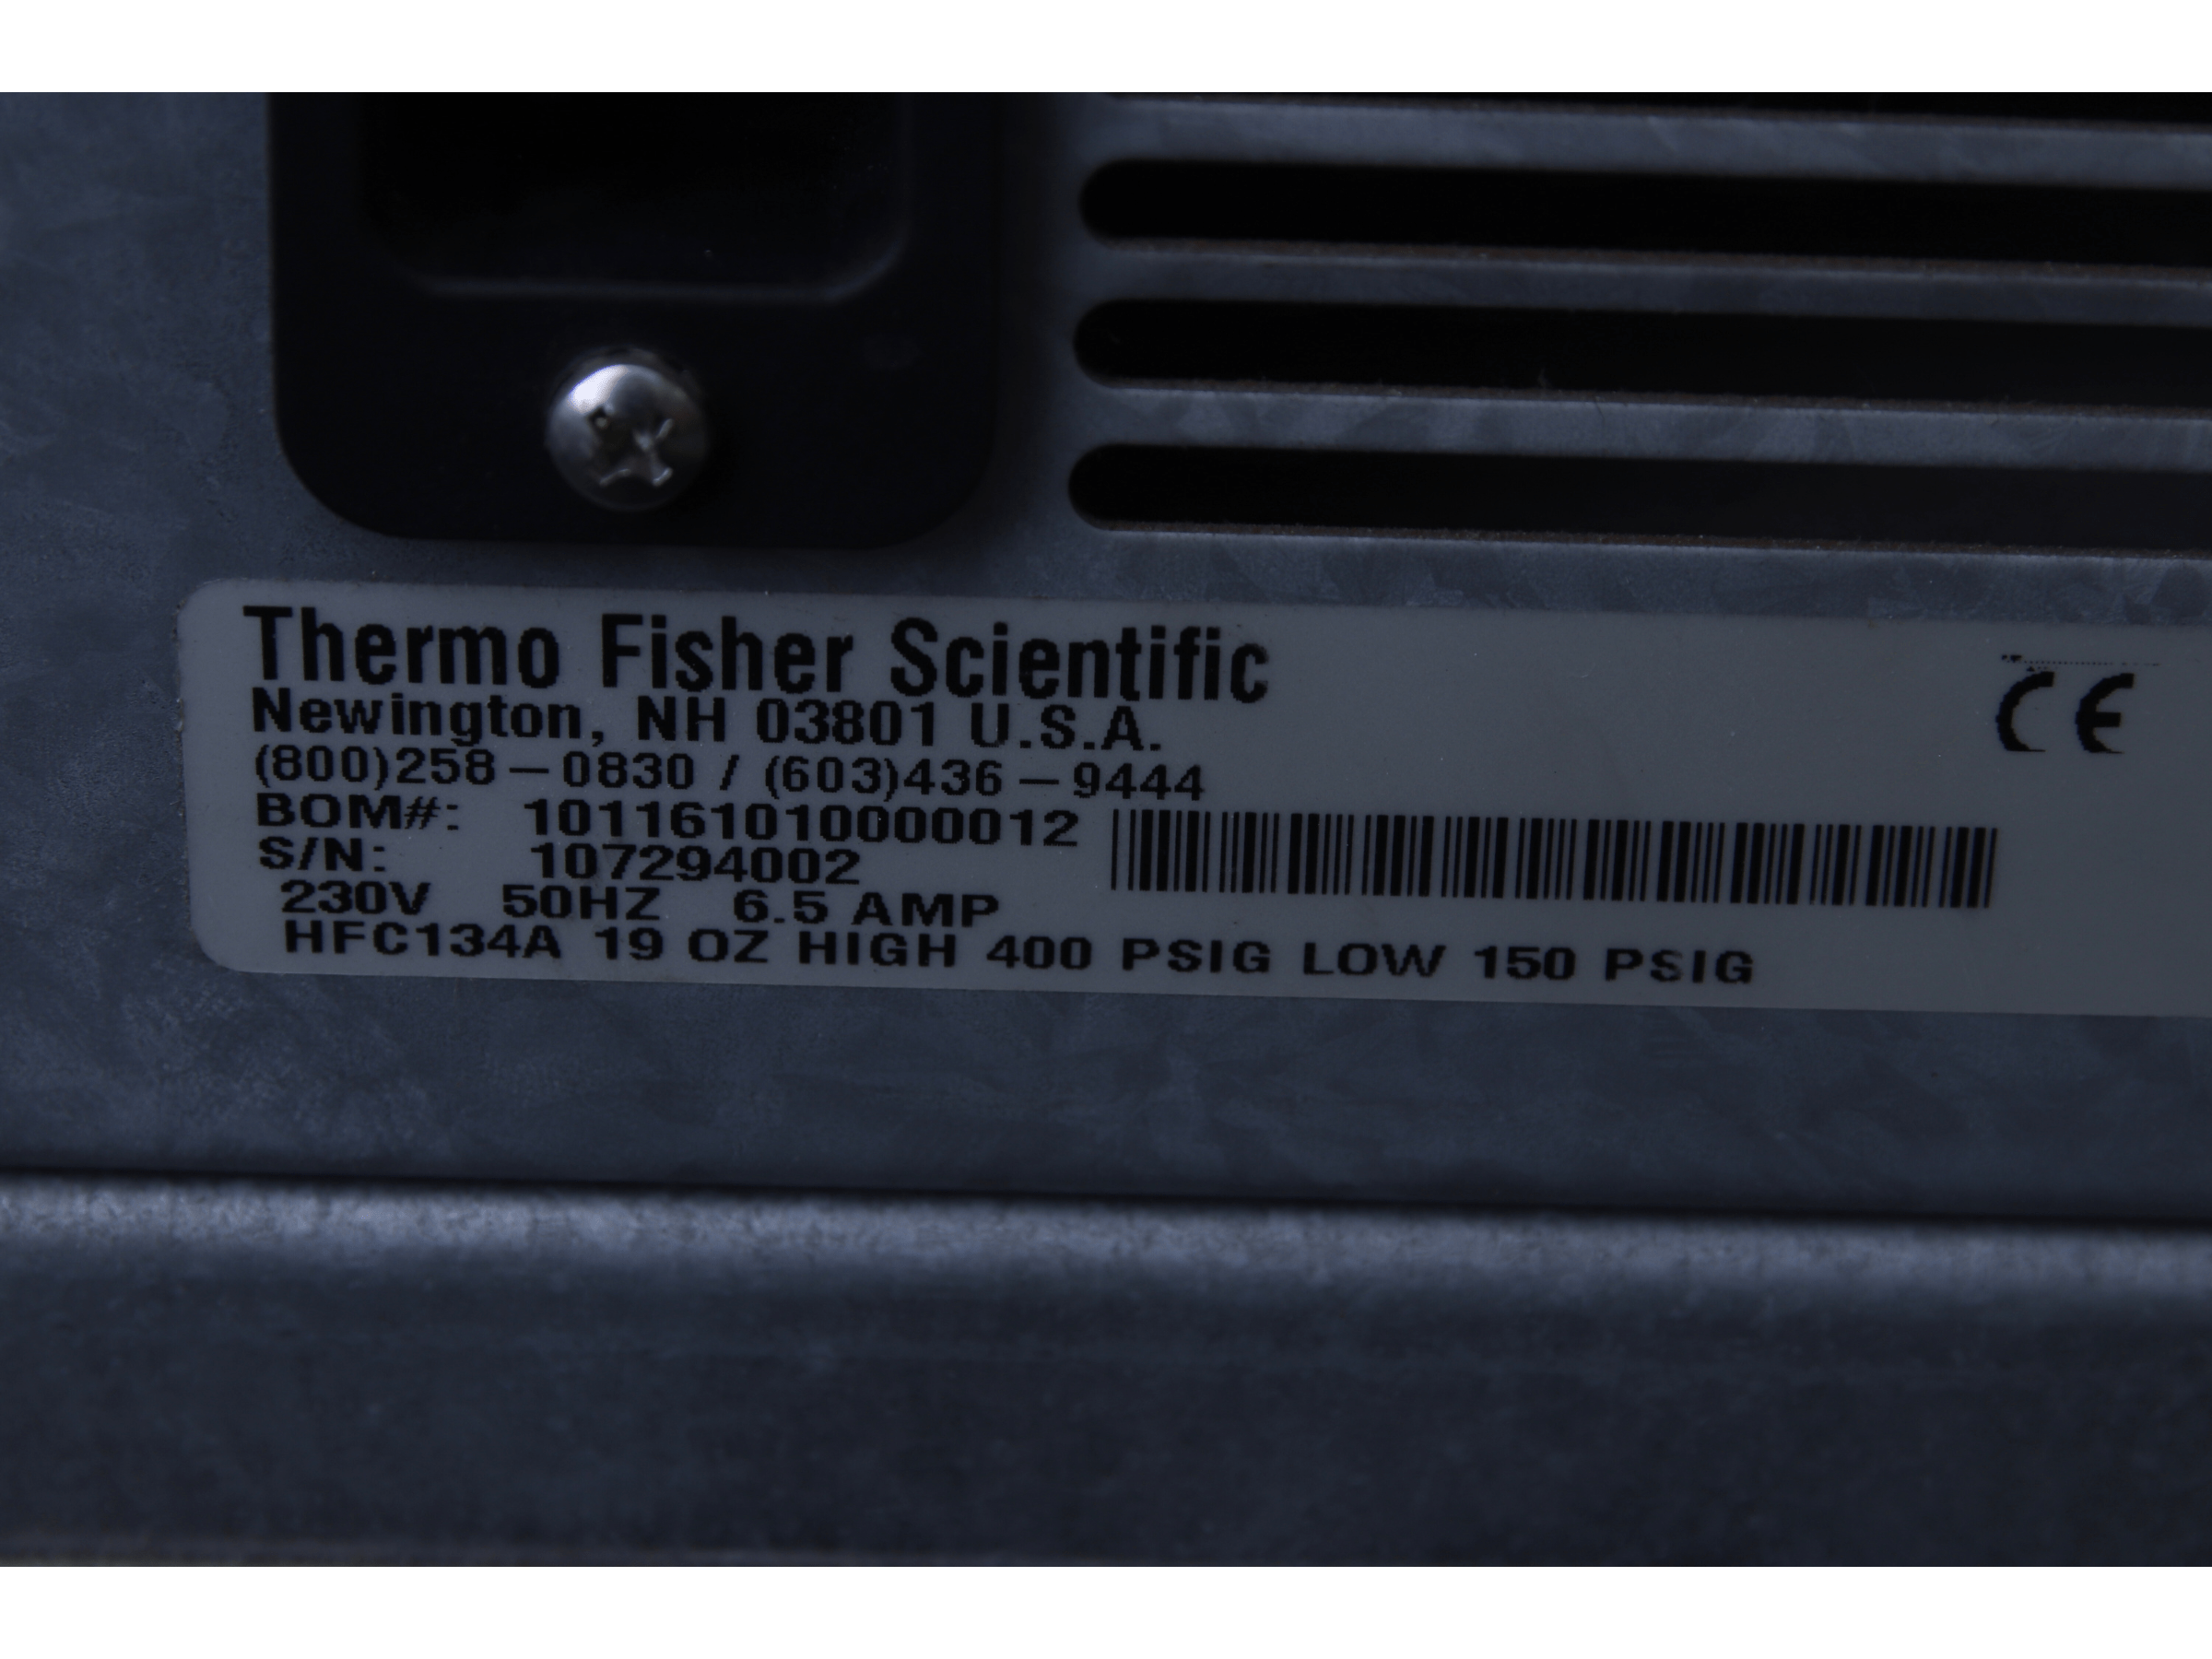 Thermo Fisher Scientific
Newington, NH 03801 U.S.A.
(800)258-0830 / (603)436-9444
BOM#: 101161010000012
S/N: 107294002
230V 50HZ 6.5 AMP
HFC134A 19 OZ HIGH 400 PSIG LOW 150 PSIG
CE